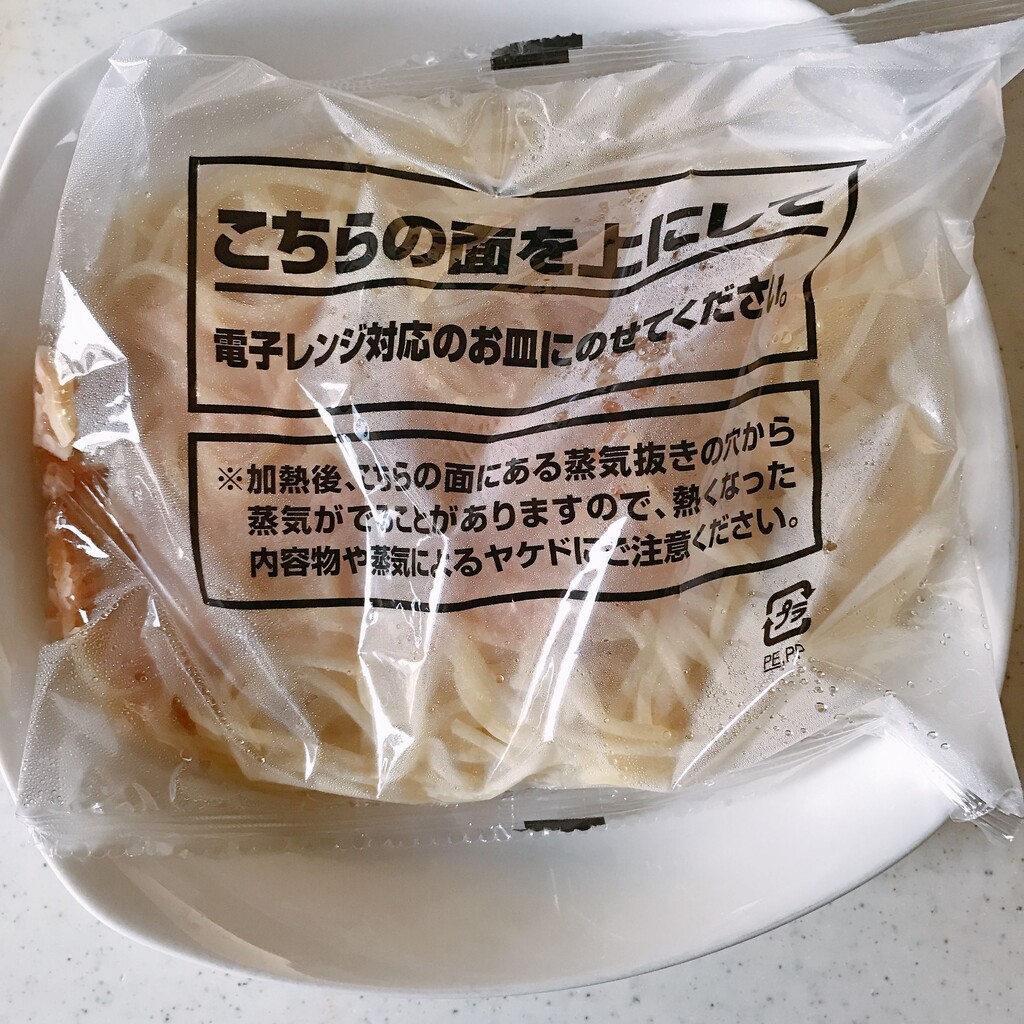 こちらの面を上にして
電子レンジ対応のお皿にのせてください。
※加熱後、こちらの面にある蒸気抜きの穴から
蒸気がでることがありますので、熱くなった
内容物や蒸気によるヤケドにご注意ください。
プラ
PE,PP